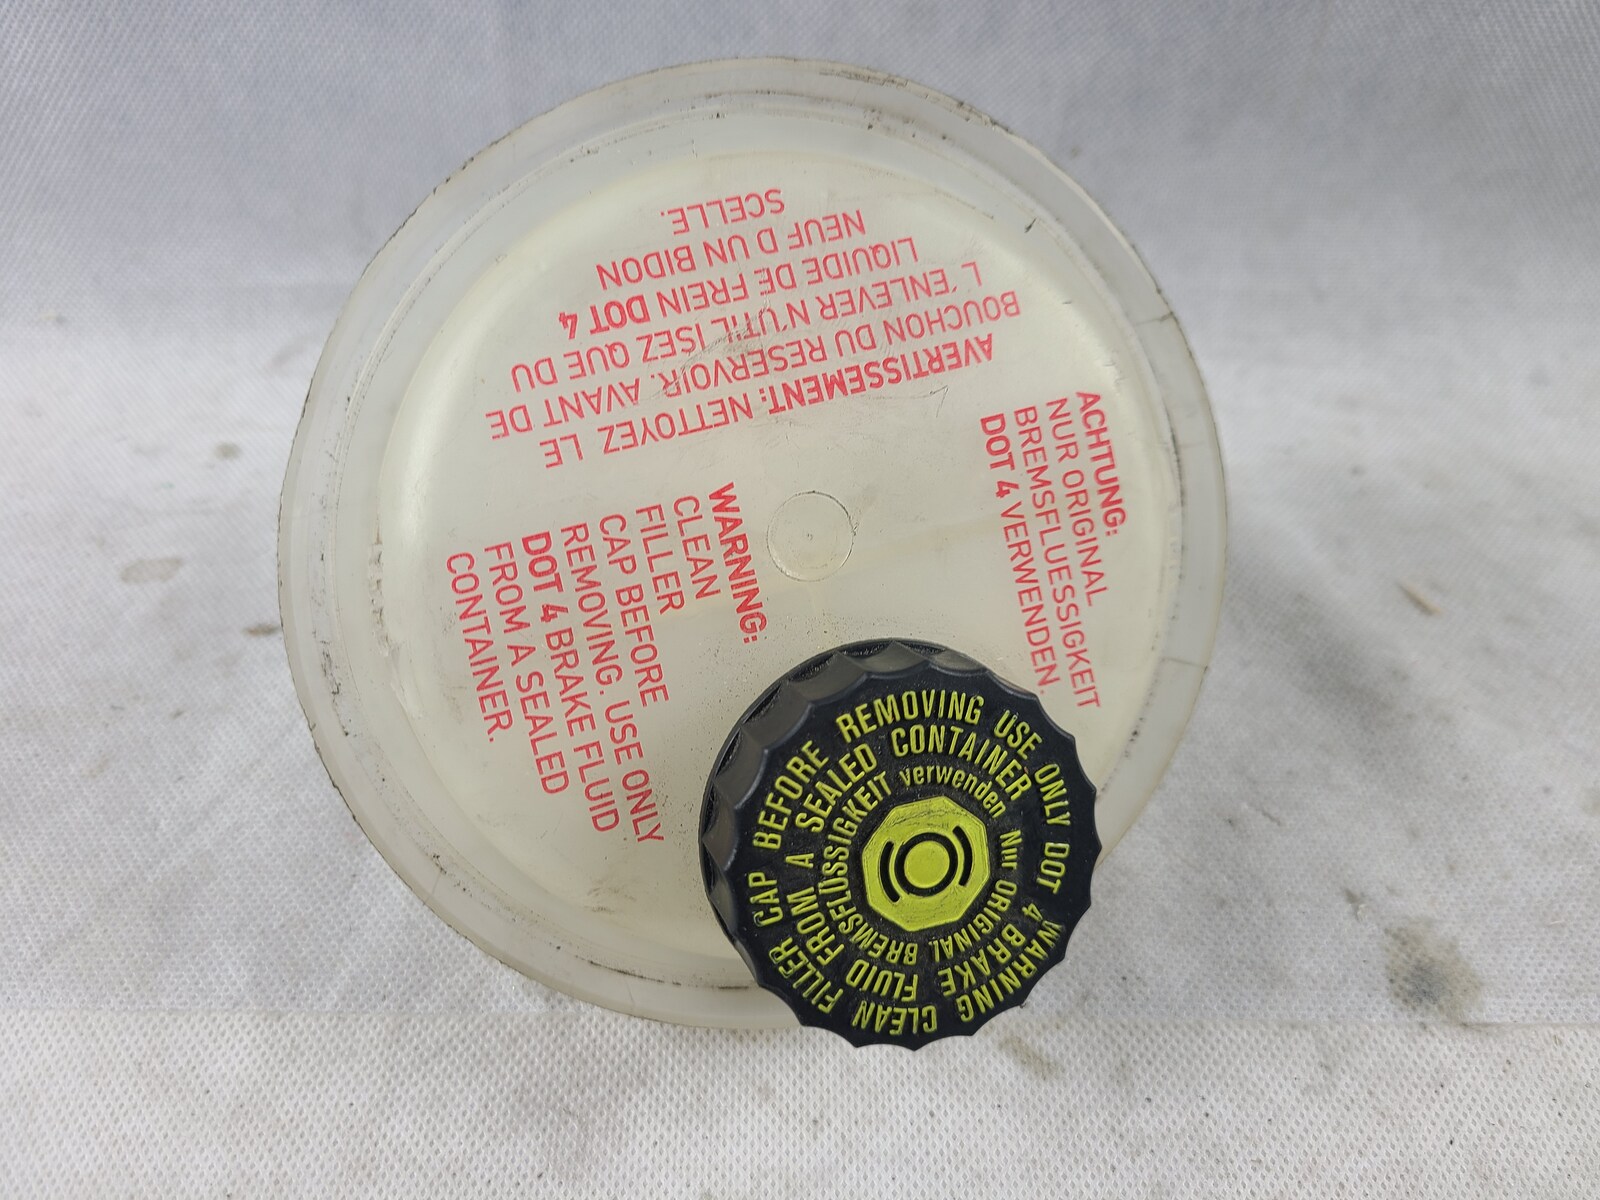 AVERTISSEMENT: NETTOYEZ LE
BOUCHON DU RESERVOIR. AVANT DE
L'ENLEVER N'UTILISEZ QUE DU
LIQUIDE DE FREIN DOT 4
NEUF D UN BIDON
SCELLE.
WARNING:
CLEAN
FILLER
CAP BEFORE
REMOVING. USE ONLY
DOT 4 BRAKE FLUID
FROM A SEALED
CONTAINER.
ACHTUNG:
NUR ORIGINAL
BREMSFLUESSIGKEIT
DOT 4 VERWENDEN.
WARNING CLEAN FILLER CAP BEFORE REMOVING USE ONLY DOT
4 BRAKE FLUID FROM A SEALED CONTAINER
Nur ORIGINAL BREMSFLÜSSIGKEIT verwenden